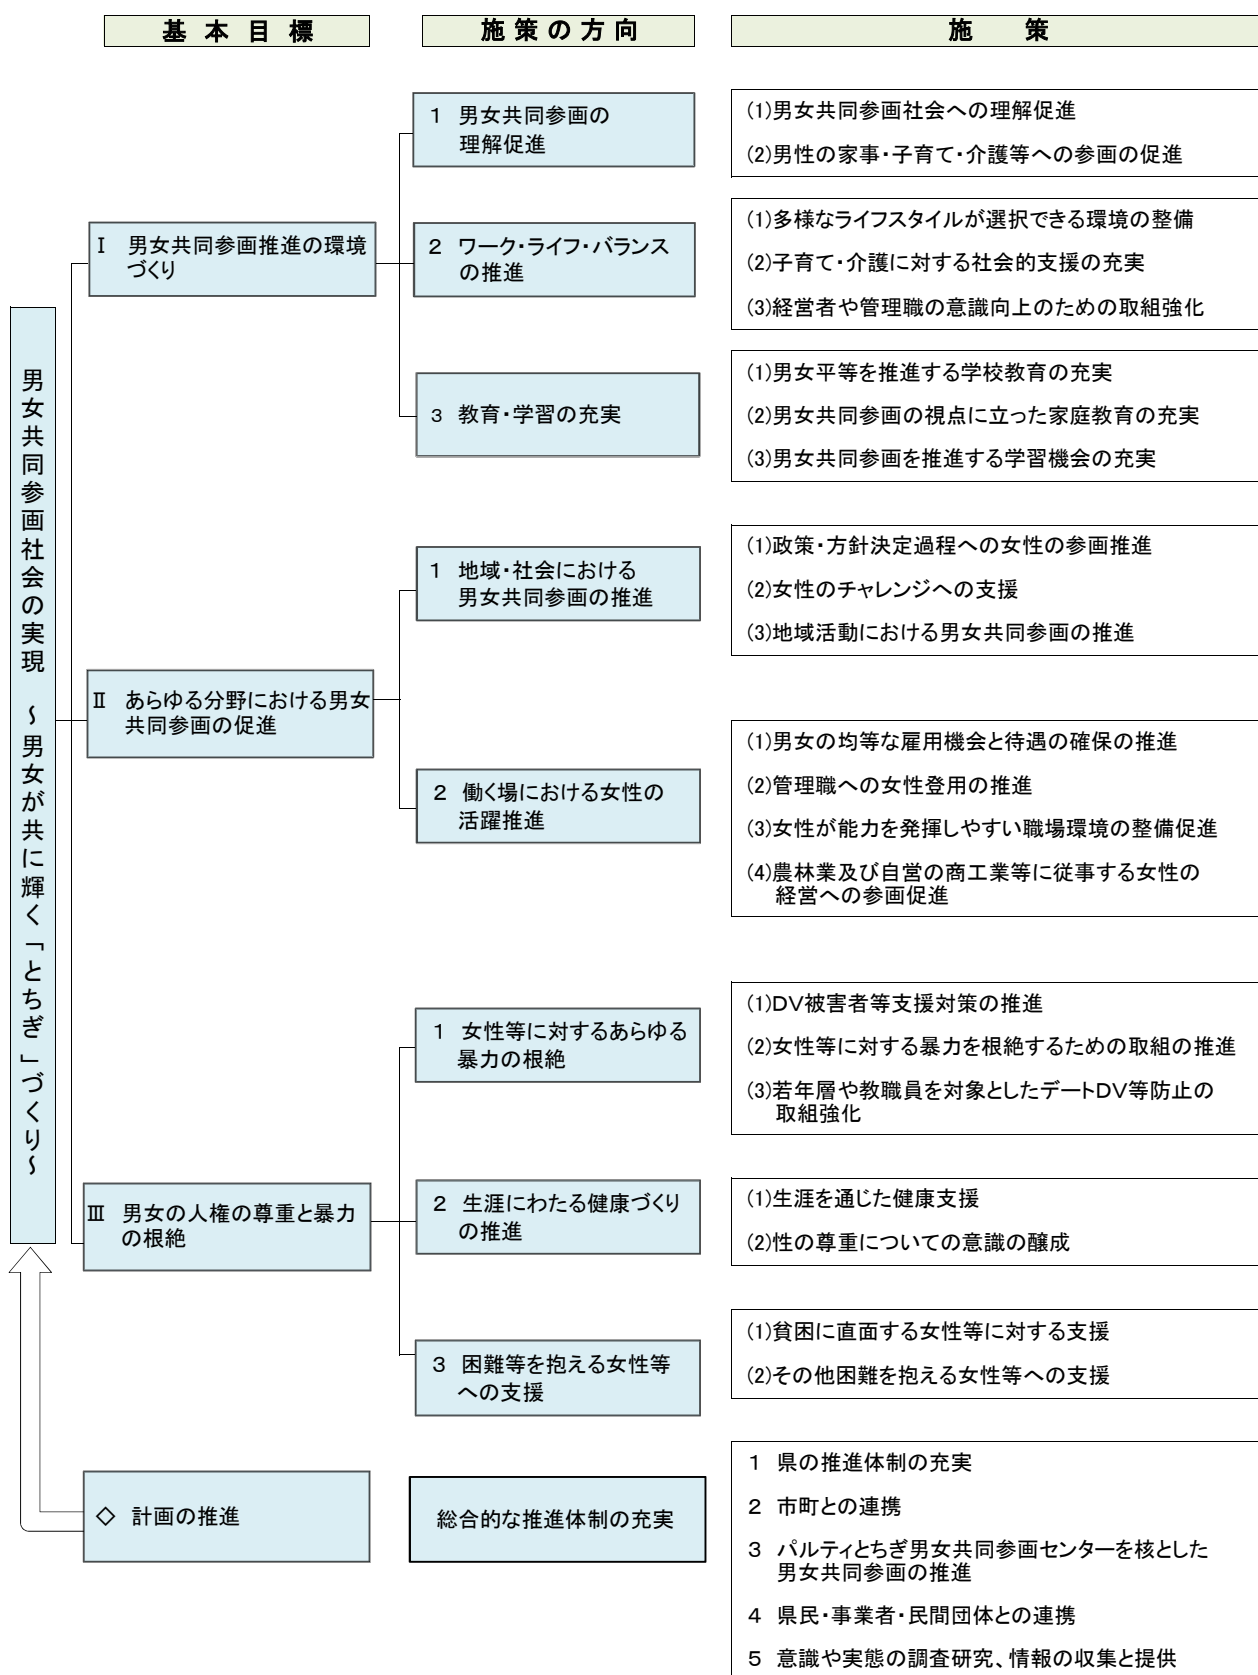 基 本 目 標
施 策 の 方 向
施 策
男女共同参画社会の実現 ～男女が共に輝く「とちぎ」づくり～
Ⅰ 男女共同参画推進の環境
づくり
1 男女共同参画の
理解促進
(1)男女共同参画社会への理解促進
(2)男性の家事・子育て・介護等への参画の促進
2 ワーク・ライフ・バランス
の推進
(1)多様なライフスタイルが選択できる環境の整備
(2)子育て・介護に対する社会的支援の充実
(3)経営者や管理職の意識向上のための取組強化
3 教育・学習の充実
(1)男女平等を推進する学校教育の充実
(2)男女共同参画の視点に立った家庭教育の充実
(3)男女共同参画を推進する学習機会の充実
Ⅱ あらゆる分野における男女
共同参画の促進
1 地域・社会における
男女共同参画の推進
(1)政策・方針決定過程への女性の参画推進
(2)女性のチャレンジへの支援
(3)地域活動における男女共同参画の推進
2 働く場における女性の
活躍推進
(1)男女の均等な雇用機会と待遇の確保の推進
(2)管理職への女性登用の推進
(3)女性が能力を発揮しやすい職場環境の整備促進
(4)農林業及び自営の商工業等に従事する女性の
経営への参画促進
Ⅲ 男女の人権の尊重と暴力
の根絶
1 女性等に対するあらゆる
暴力の根絶
(1)DV被害者等支援対策の推進
(2)女性等に対する暴力を根絶するための取組の推進
(3)若年層や教職員を対象としたデートDV等防止の
取組強化
2 生涯にわたる健康づくり
の推進
(1)生涯を通じた健康支援
(2)性の尊重についての意識の醸成
3 困難等を抱える女性等
への支援
(1)貧困に直面する女性等に対する支援
(2)その他困難を抱える女性等への支援
◇ 計画の推進
総合的な推進体制の充実
1 県の推進体制の充実
2 市町との連携
3 パルティとちぎ男女共同参画センターを核とした
男女共同参画の推進
4 県民・事業者・民間団体との連携
5 意識や実態の調査研究、情報の収集と提供